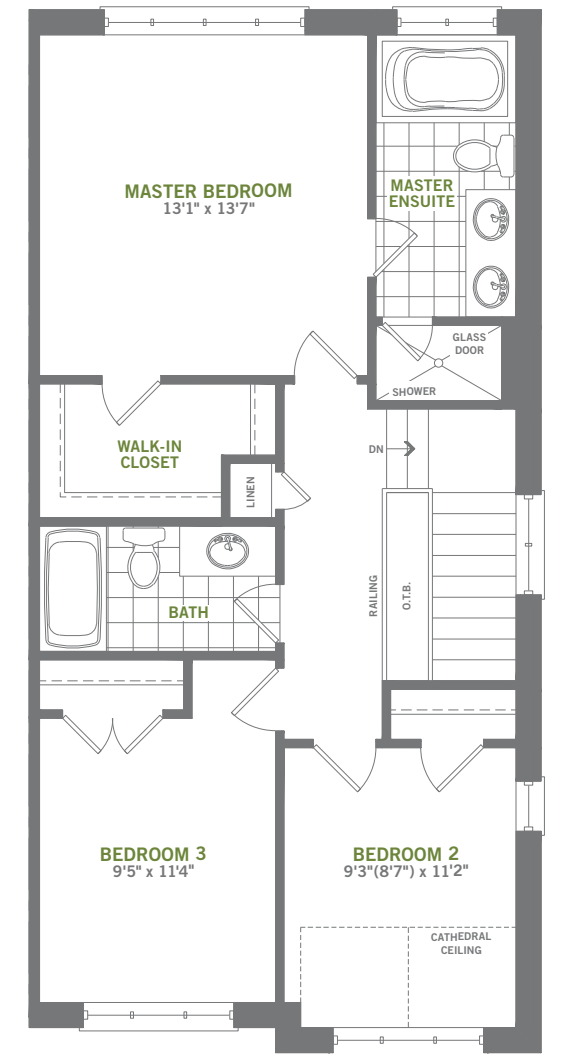 MASTER BEDROOM
13'1" x 13'7"
MASTER
ENSUITE
GLASS
DOOR
SHOWER
WALK-IN
CLOSET
LINEN
DN
BATH
RAILING
O.T.B.
BEDROOM 3
9'5" x 11'4"
BEDROOM 2
9'3"(8'7") x 11'2"
CATHEDRAL
CEILING